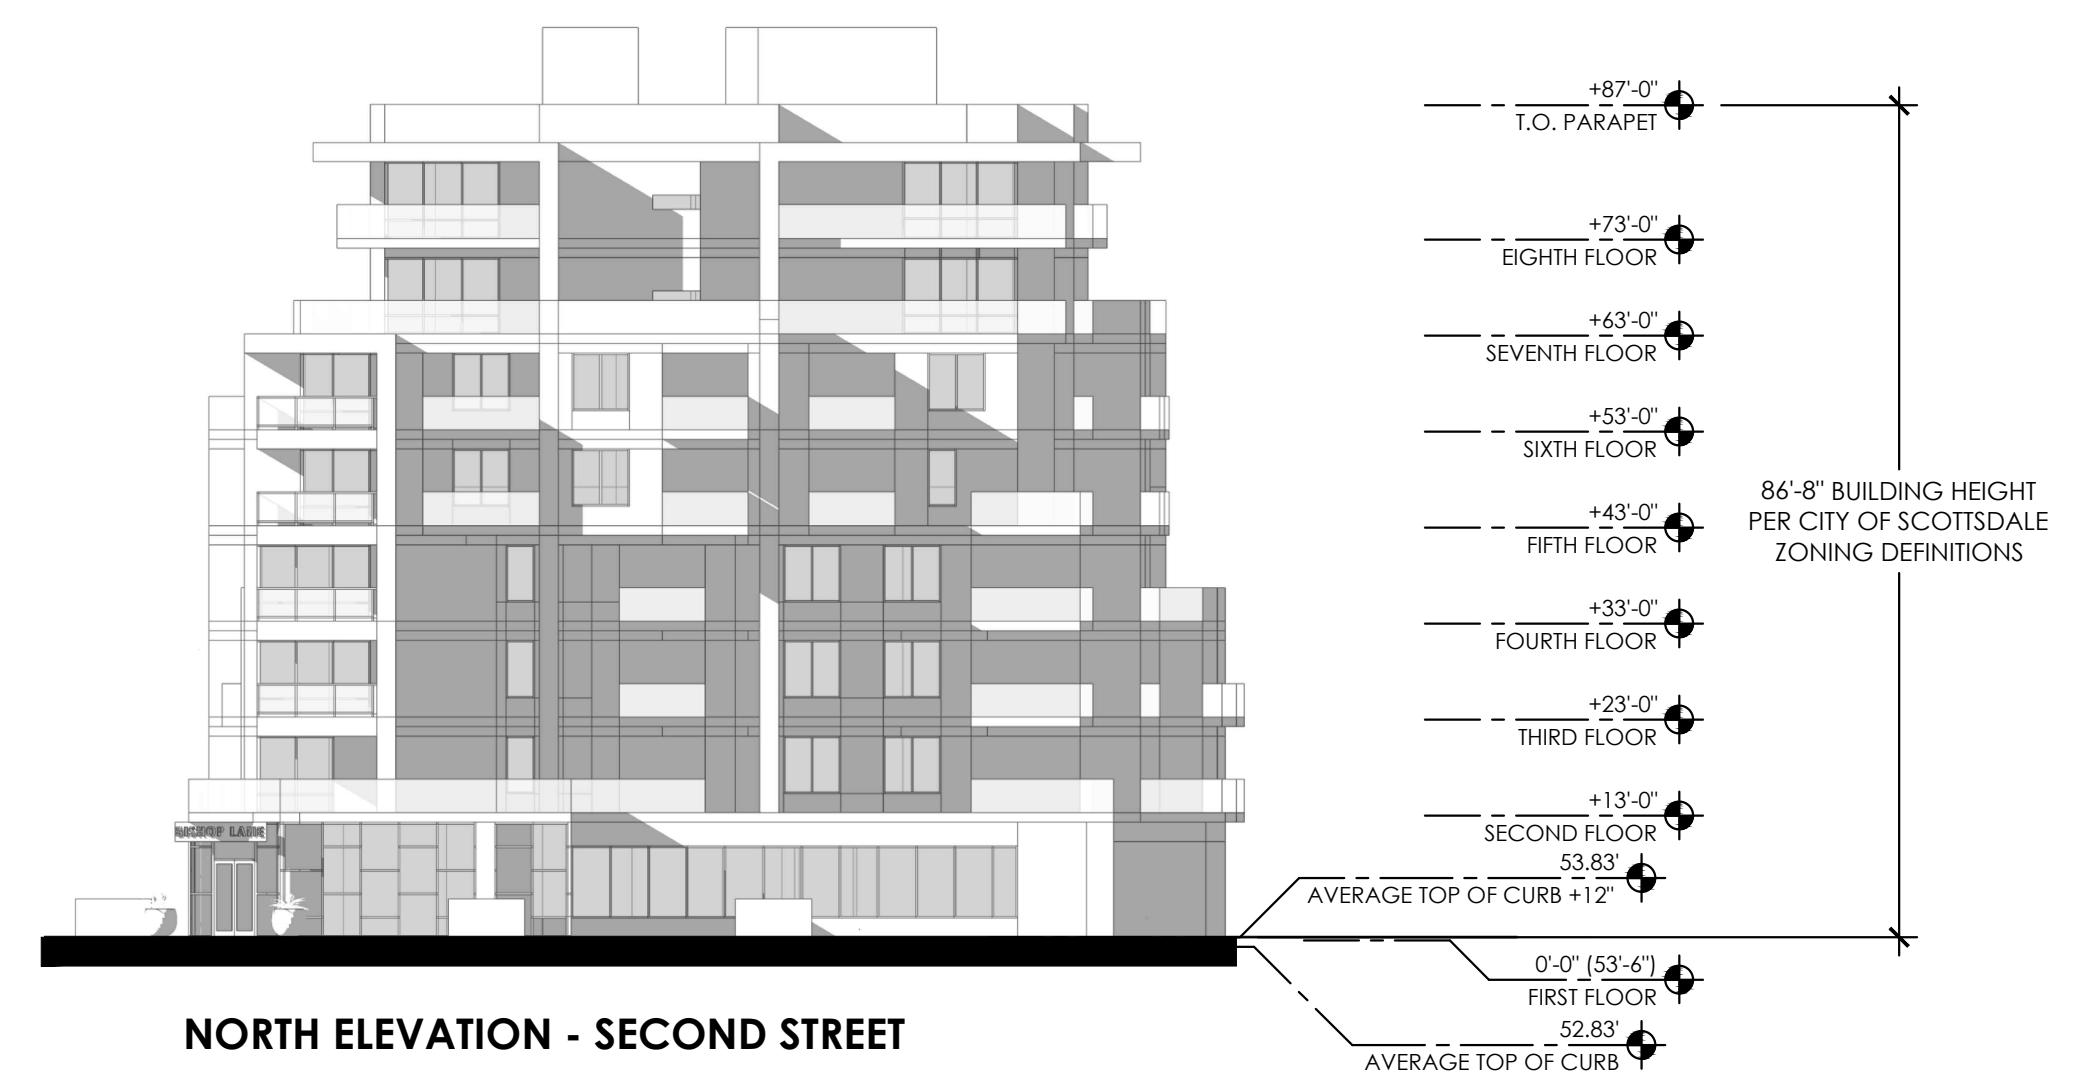 +87'-0"
T.O. PARAPET
+73'-0"
EIGHTH FLOOR
+63'-0"
SEVENTH FLOOR
+53'-0"
SIXTH FLOOR
86'-8" BUILDING HEIGHT
PER CITY OF SCOTTSDALE
ZONING DEFINITIONS
+43'-0"
FIFTH FLOOR
+33'-0"
FOURTH FLOOR
+23'-0"
THIRD FLOOR
+13'-0"
SECOND FLOOR
BISHOP LANE
53.83'
AVERAGE TOP OF CURB +12"
0'-0" (53'-6")
FIRST FLOOR
52.83'
AVERAGE TOP OF CURB
NORTH ELEVATION - SECOND STREET